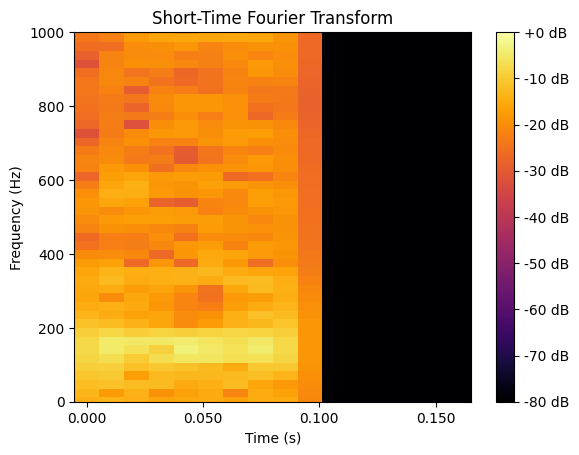 Short-Time Fourier Transform
1000
800
600
400
200
0
Frequency (Hz)
0.000
0.050
0.100
0.150
Time (s)
+0 dB
-10 dB
-20 dB
-30 dB
-40 dB
-50 dB
-60 dB
-70 dB
-80 dB